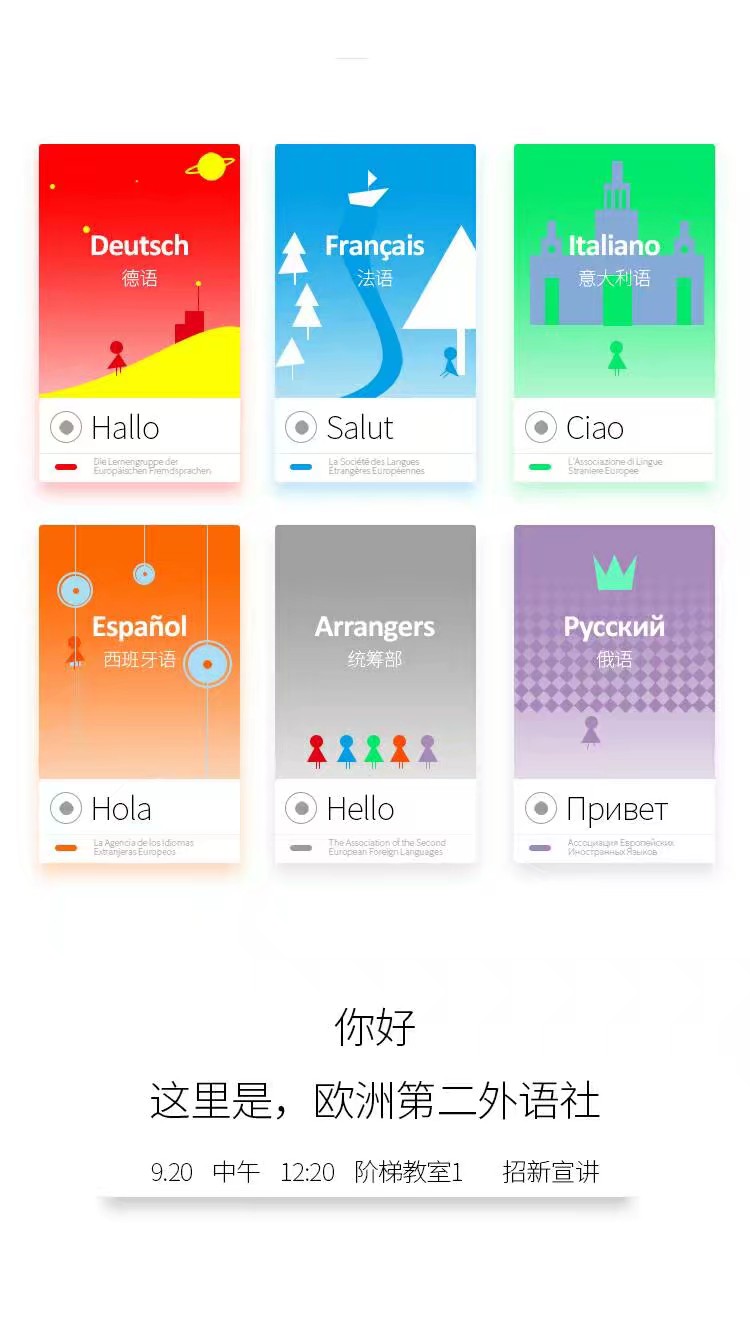 Deutsch
德语
Hallo
Die Lernengruppe der
Europäischen Fremdsprachen
Français
法语
Salut
La Société des Langues
Étrangères Européennes
Italiano
意大利语
Ciao
L'Associazione di Lingue
Straniere Europee
Español
西班牙语
Hola
La Agencia de los Idiomas
Extranjeras Europeos
Arrangers
统筹部
Hello
The Association of the Second
European Foreign Languages
Русский
俄语
Привет
Ассоциация Европейских
Иностранных Языков
你好
这里是，欧洲第二外语社
9.20 中午 12:20 阶梯教室1 招新宣讲